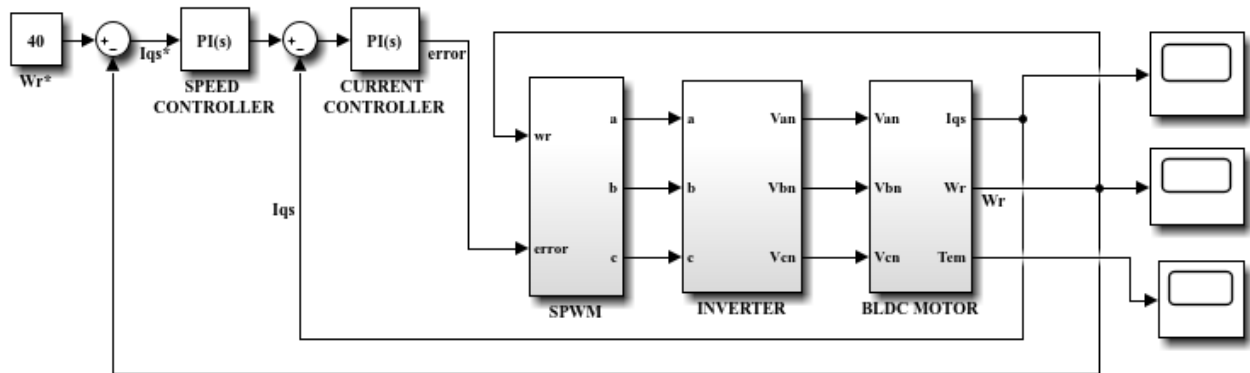 40
Wr*
+
−
Iqs*
PI(s)
SPEED
CONTROLLER
+
−
PI(s)
CURRENT
CONTROLLER
error
Iqs
wr
error
a
b
c
SPWM
a
b
c
Van
Vbn
Vcn
INVERTER
Van
Vbn
Vcn
Iqs
Wr
Tem
BLDC MOTOR
Wr